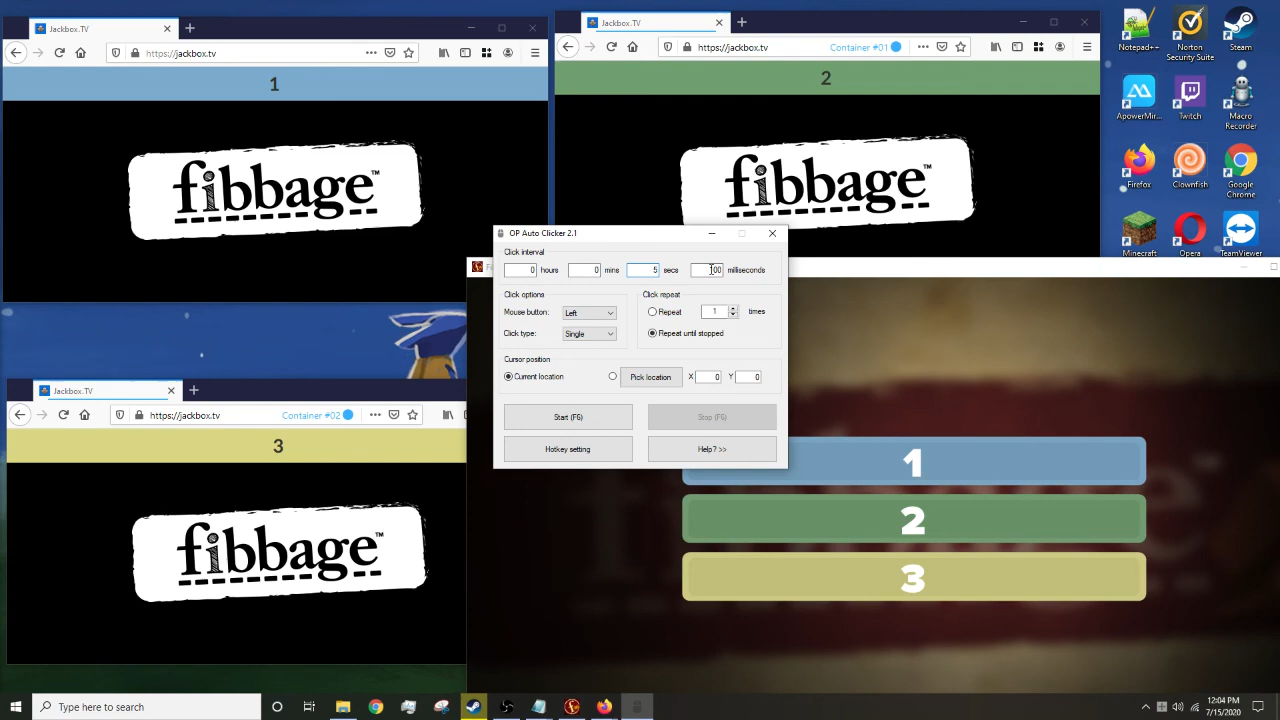 Jackbox.TV
https://jackbox.tv
1
fibbage™
Jackbox.TV
https://jackbox.tv
Container #01
2
fibbage™
Notepad++
Norton
Security Suite
Steam
ApowerMir...
Twitch
Macro
Recorder
Firefox
Clownfish
Google
Chrome
Minecraft
Opera
TeamViewer
OP Auto Clicker 2.1
Click interval
0 hours
0 mins
5 secs
100 milliseconds
Click options
Mouse button: Left
Click type: Single
Click repeat
Repeat 1 times
Repeat until stopped
Cursor position
Current location
Pick location
X 0 Y 0
Start (F6)
Stop (F6)
Hotkey setting
Help? >>
Jackbox.TV
https://jackbox.tv
Container #02
3
fibbage™
1
2
3
Type here to search
12:04 PM
7/15/2020